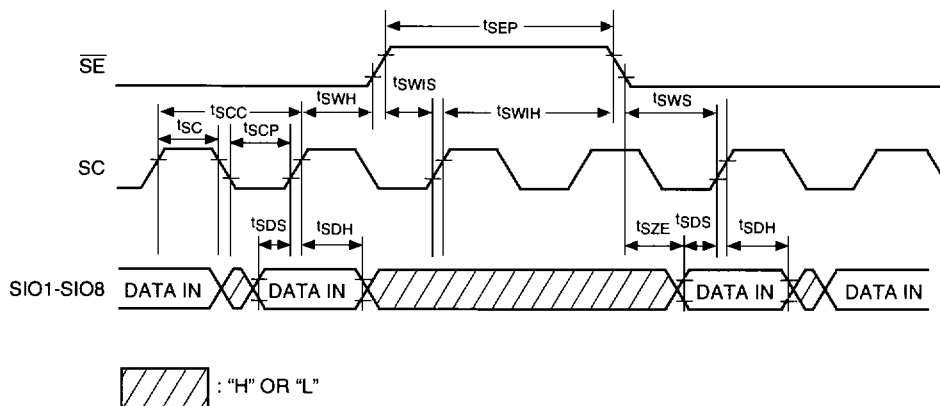 tSEP
SE
tSWH
tSWIS
tSCC
tSWIH
tSWS
tSC
tSCP
SC
tSDS
tSDH
tSZE
tSDS
tSDH
SIO1-SIO8
DATA IN
DATA IN
DATA IN
DATA IN
: “H” OR “L”